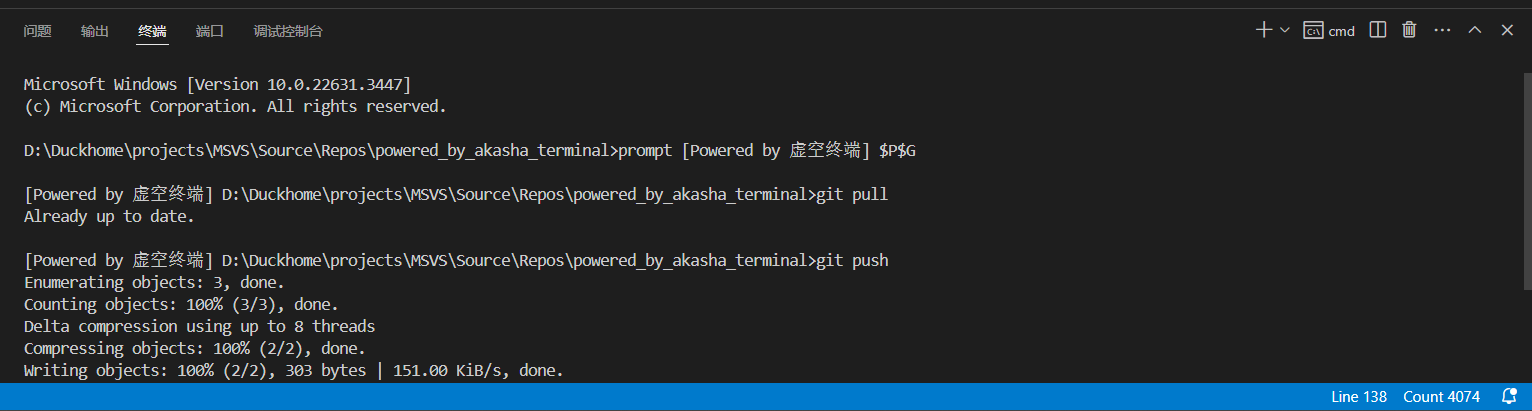 问题 输出 终端 端口 调试控制台 cmd
Microsoft Windows [Version 10.0.22631.3447]
(c) Microsoft Corporation. All rights reserved.
D:\Duckhome\projects\MSVS\Source\Repos\powered_by_akasha_terminal>prompt [Powered by 虚空终端] $P$G
[Powered by 虚空终端] D:\Duckhome\projects\MSVS\Source\Repos\powered_by_akasha_terminal>git pull
Already up to date.
[Powered by 虚空终端] D:\Duckhome\projects\MSVS\Source\Repos\powered_by_akasha_terminal>git push
Enumerating objects: 3, done.
Counting objects: 100% (3/3), done.
Delta compression using up to 8 threads
Compressing objects: 100% (2/2), done.
Writing objects: 100% (2/2), 303 bytes | 151.00 KiB/s, done.
Line 138 Count 4074